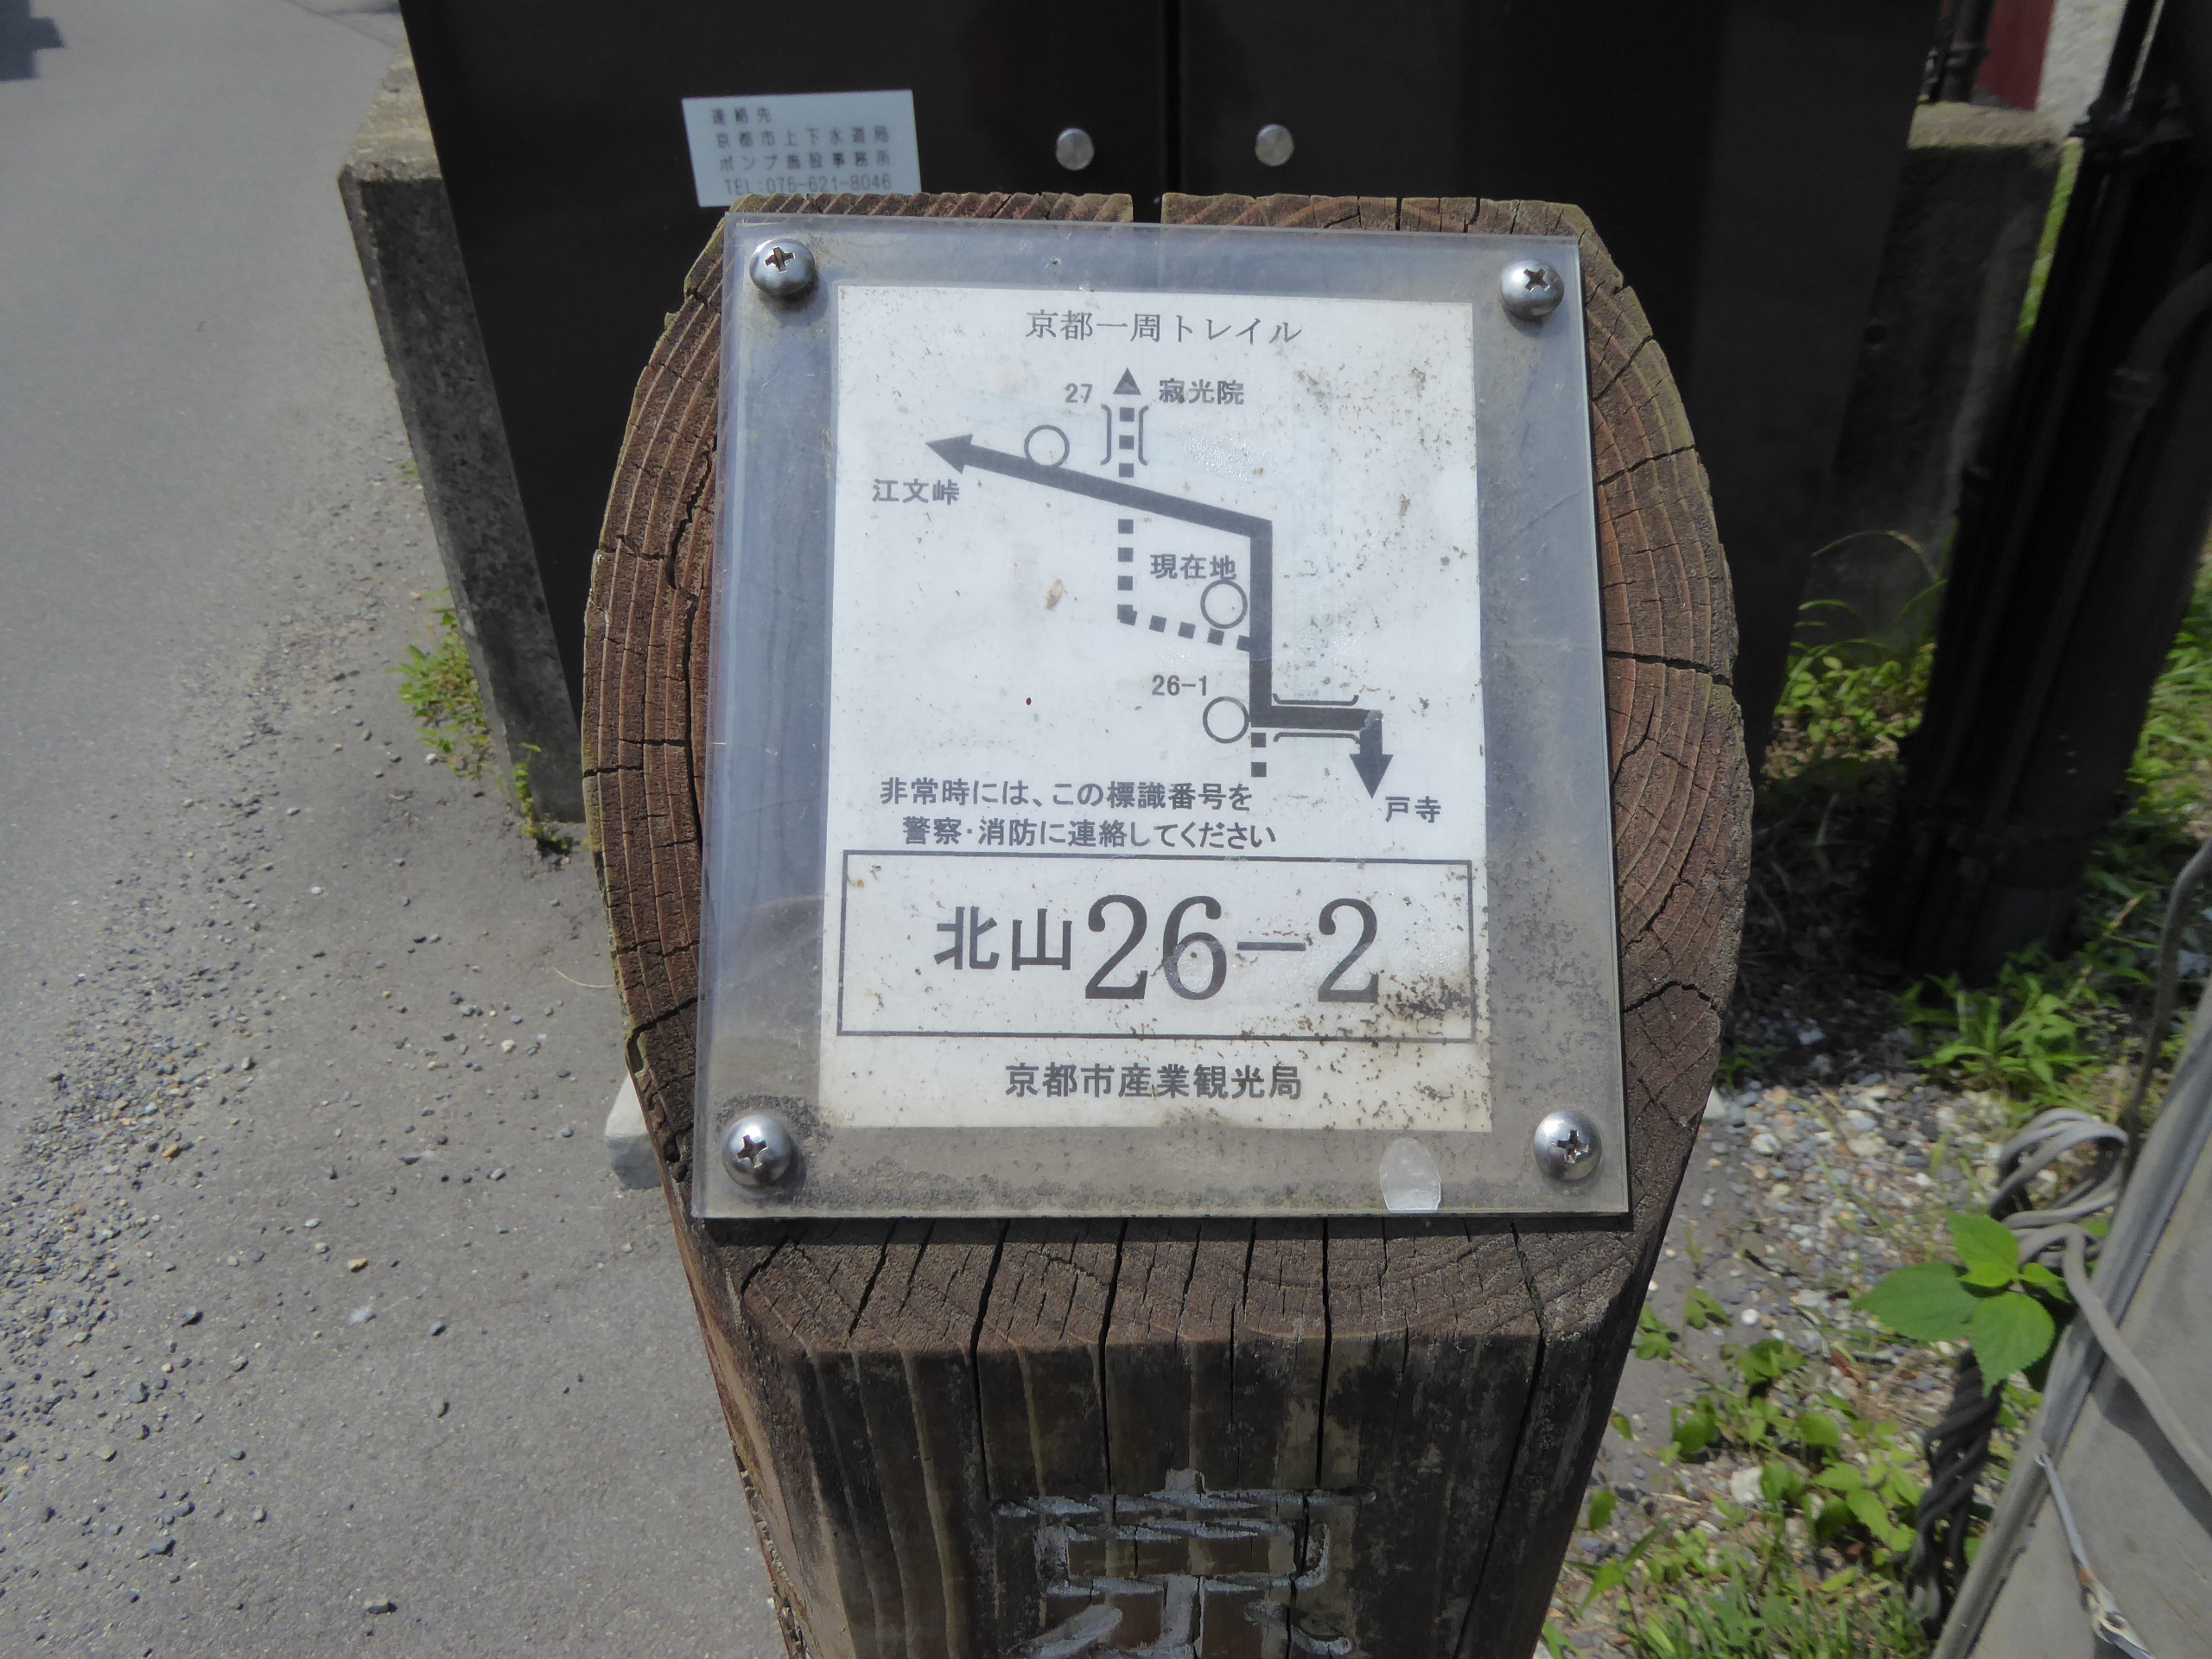 連絡先
京都市上下水道局
ポンプ施設事務所
TEL:075-621-8046
京都一周トレイル
27
寂光院
江文峠
現在地
26-1
戸寺
非常時には、この標識番号を
警察・消防に連絡してください
北山26-2
京都市産業観光局
京